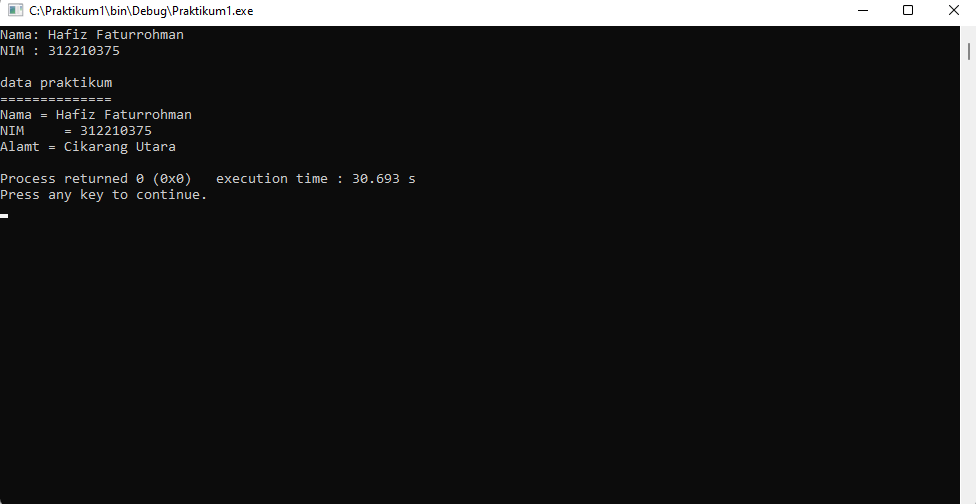 C:\Praktikum1\bin\Debug\Praktikum1.exe
Nama: Hafiz Faturrohman
NIM : 312210375

data praktikum
==============
Nama = Hafiz Faturrohman
NIM     = 312210375
Alamt = Cikarang Utara

Process returned 0 (0x0)   execution time : 30.693 s
Press any key to continue.